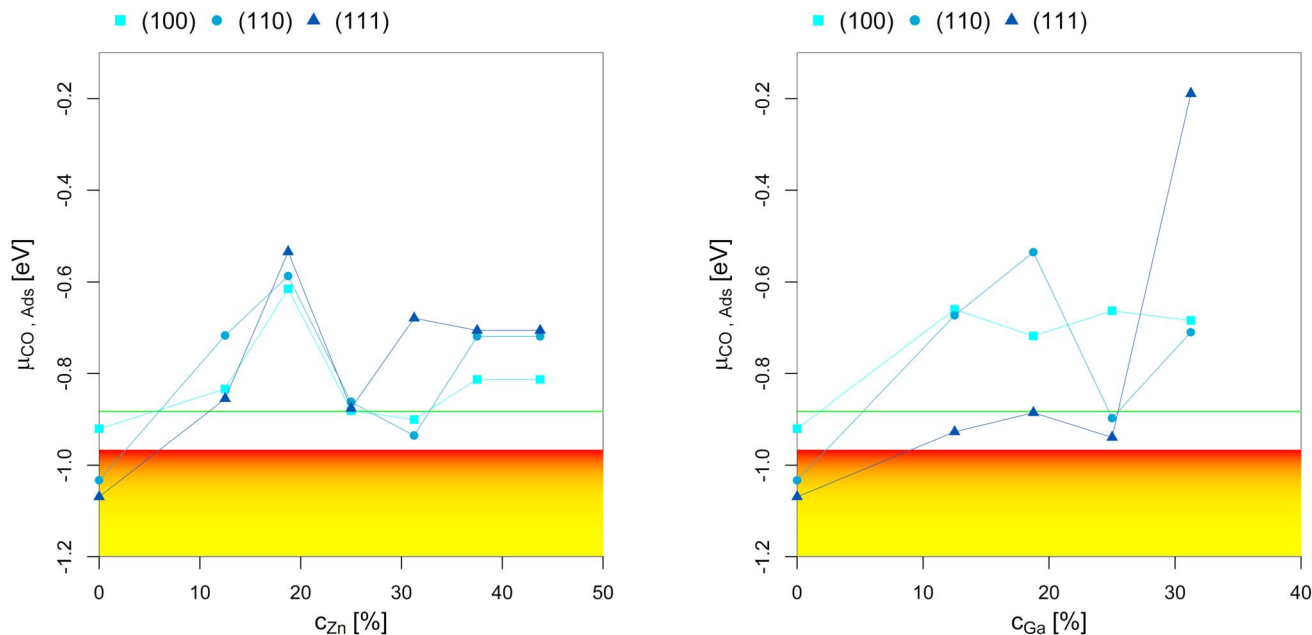 (100) (110) (111)
-0.2
-0.4
-0.6
-0.8
-1.0
-1.2
μCO , Ads [eV]
0 10 20 30 40 50
cZn [%]
(100) (110) (111)
-0.2
-0.4
-0.6
-0.8
-1.0
-1.2
μCO , Ads [eV]
0 10 20 30 40
cGa [%]